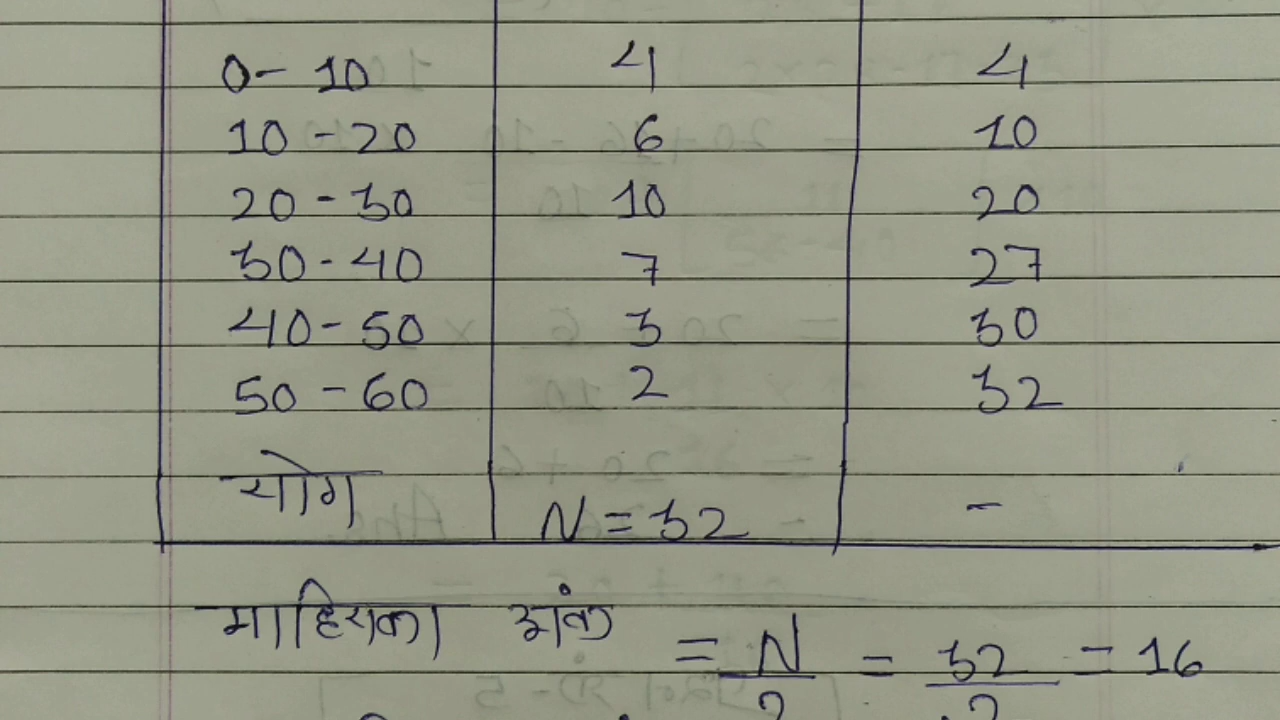 0 - 10 4 4
10 - 20 6 10
20 - 30 10 20
30 - 40 7 27
40 - 50 3 30
50 - 60 2 32
योग N = 32 -
माध्यिका अंक = N/2 = 32/2 = 16